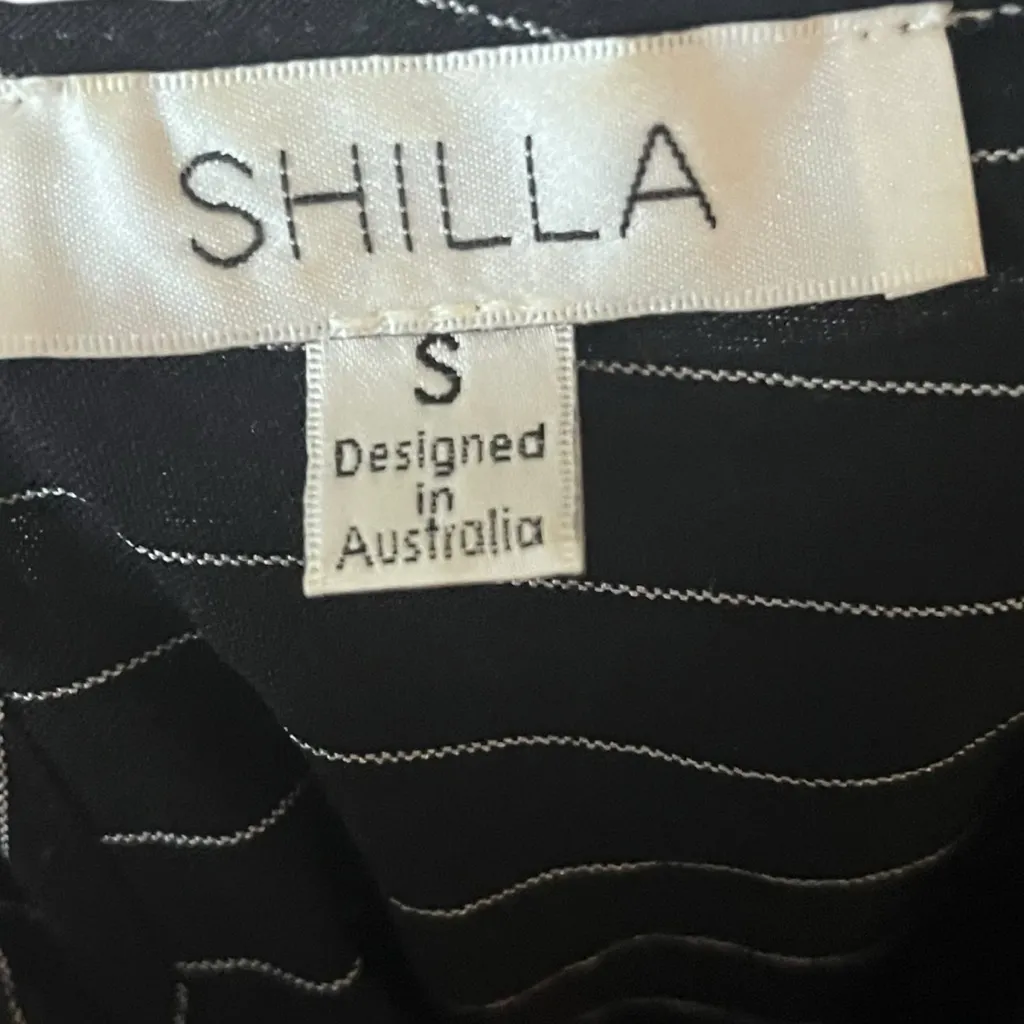 SHILLA
S
Designed
in
Australia